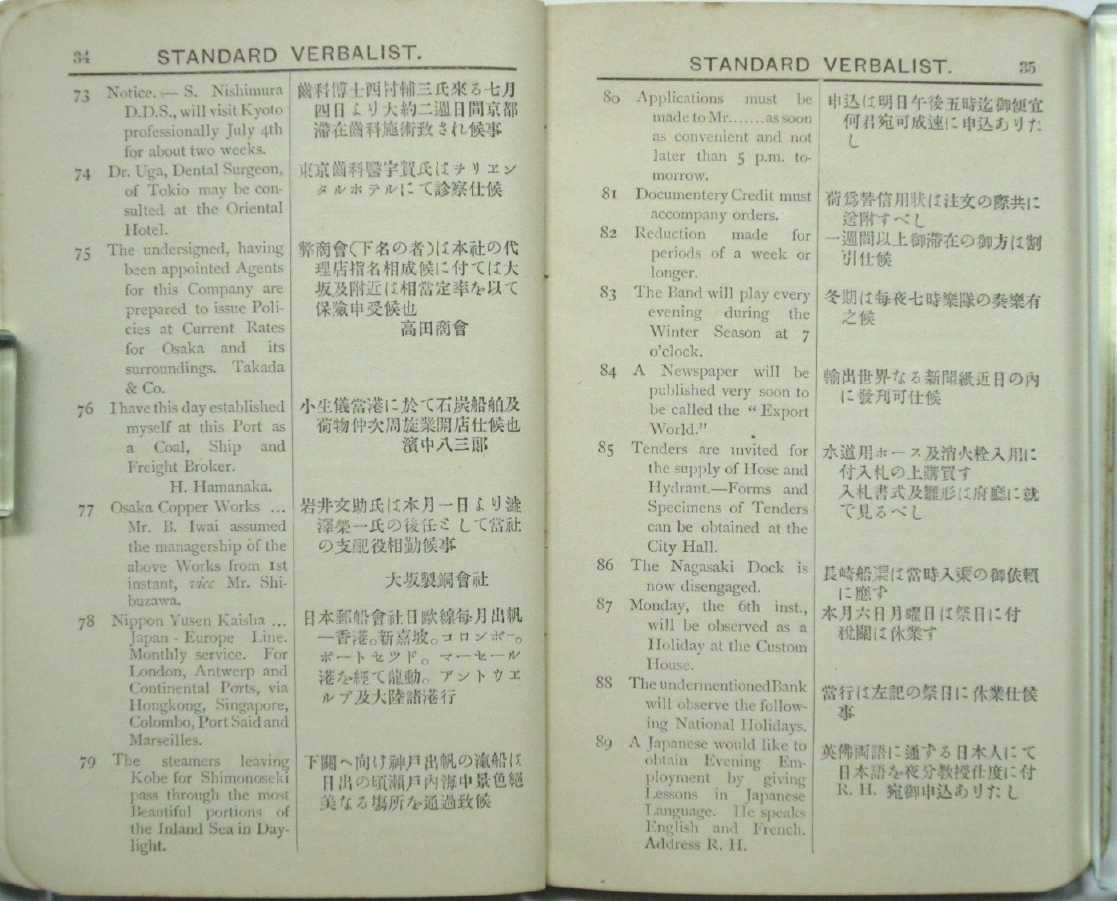 34
STANDARD VERBALIST.
73 Notice.— S. Nishimura
D.D.S., will visit Kyoto
professionally July 4th
for about two weeks.
齒科博士西村輔三氏來る七月
四日より大約二週日間京都
滯在齒科施術致され候事
74 Dr. Uga, Dental Surgeon,
of Tokio may be con-
sulted at the Oriental
Hotel.
東京齒科醫宇賀氏はヲリエン
タルホテルにて診察仕候
75 The undersigned, having
been appointed Agents
for this Company are
prepared to issue Poli-
cies at Current Rates
for Osaka and its
surroundings. Takada
& Co.
弊商會(下名の者)は本社の代
理店指名相成候に付ては大
坂及附近は相當定率を以て
保險申受候也
高田商會
76 I have this day established
myself at this Port as
a Coal, Ship and
Freight Broker.
H. Hamanaka.
小生儀當港に於て石炭船舶及
荷物仲次周旋業開店仕候也
濱中八三郎
77 Osaka Copper Works ...
Mr. B. Iwai assumed
the managership of the
above Works from 1st
instant, vice Mr. Shi-
buzawa.
岩井文助氏は本月一日より澁
澤榮一氏の後任として當社
の支配役相勤候事
大坂製銅會社
78 Nippon Yusen Kaisha ...
Japan - Europe Line.
Monthly service. For
London, Antwerp and
Continental Ports, via
Hongkong, Singapore,
Colombo, Port Said and
Marseilles.
日本郵船會社日歐線每月出帆
—香港。新嘉坡。コロンボー。
ポートセツド。マーセール
港を經て龍動。アントウエ
ルプ及大陸諸港行
79 The steamers leaving
Kobe for Shimonoseki
pass through the most
Beautiful portions of
the Inland Sea in Day-
light.
下關へ向け神戸出帆の滊船は
日出の頃瀬戸內海中景色絕
美なる塲所を通過致候
STANDARD VERBALIST.
35
80 Applications must be
made to Mr.......as soon
as convenient and not
later than 5 p.m. to-
morrow.
申込は明日午後五時迄御便宜
何君宛可成速に申込ありた
し
81 Documentery Credit must
accompany orders.
荷爲替信用狀は注文の際共に
送附すべし
82 Reduction made for
periods of a week or
longer.
一週間以上御滯在の御方は割
引仕候
83 The Band will play every
evening during the
Winter Season at 7
o'clock.
冬期は每夜七時樂隊の奏樂有
之候
84 A Newspaper will be
published very soon to
be called the “Export
World.”
輸出世界なる新聞紙近日の內
に發刋可仕候
85 Tenders are invited for
the supply of Hose and
Hydrant.—Forms and
Specimens of Tenders
can be obtained at the
City Hall.
水道用ホース及消火栓入用に
付入札の上購買す
入札書式及雛形は府廳に就
て見るべし
86 The Nagasaki Dock is
now disengaged.
長崎船渠は當時入渠の御依賴
に應ず
87 Monday, the 6th inst.,
will be observed as a
Holiday at the Custom
House.
本月六日月曜日は祭日に付
稅關は休業す
88 The undermentioned Bank
will observe the follow-
ing National Holidays.
當行は左記の祭日に休業仕候
事
89 A Japanese would like to
obtain Evening Em-
ployment by giving
Lessons in Japanese
Language. He speaks
English and French.
Address R. H.
英佛両語に通ずる日本人にて
日本語を夜分敎授仕度に付
R. H. 宛御申込ありたし